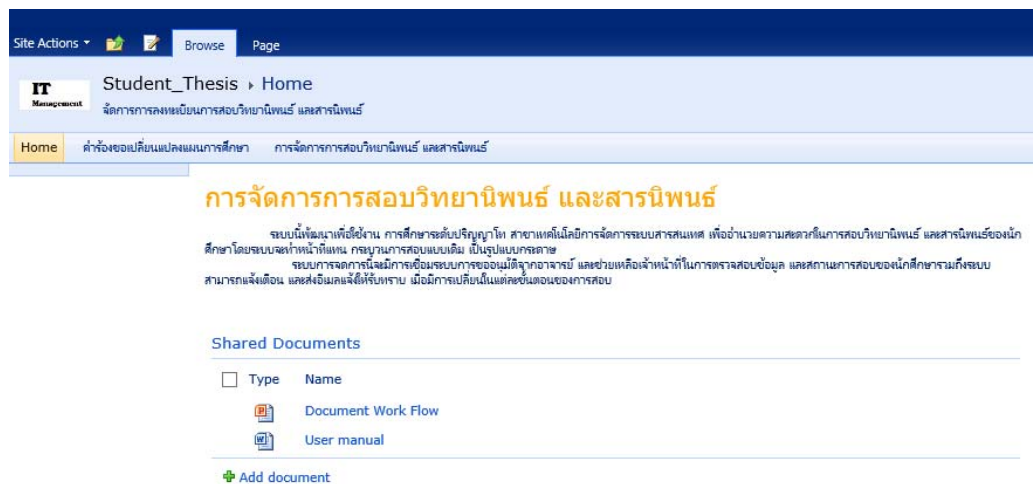 Site Actions Browse Page
IT
Management
Student_Thesis Home
จัดการการลงทะเบียนการสอบวิทยานิพนธ์ และสารนิพนธ์
Home คำร้องขอเปลี่ยนแปลงแผนการศึกษา การจัดการการสอบวิทยานิพนธ์ และสารนิพนธ์
การจัดการการสอบวิทยานิพนธ์ และสารนิพนธ์
ระบบนี้พัฒนาเพื่อใช้งาน การศึกษาระดับปริญญาโท สาขาเทคโนโลยีการจัดการระบบสารสนเทศ เพื่ออำนวยความสะดวกในการสอบวิทยานิพนธ์ และสารนิพนธ์ของนัก
ศึกษาโดยระบบจะทำหน้าที่แทน กระบวนการสอบแบบเดิม เป็นรูปแบบกระดาษ
ระบบการจดการนี้จะมีการเชื่อมระบบการขออนุมัติจากอาจารย์ และช่วยเหลือเจ้าหน้าที่ในการตรวจสอบข้อมูล และสถานะการสอบของนักศึกษารวมถึงระบบ
สามารถแจ้งเตือน และส่งอีเมลแจ้งให้รับทราบ เมื่อมีการเปลี่ยนในแต่ละขั้นตอนของการสอบ
Shared Documents
Type Name
Document Work Flow
User manual
Add document